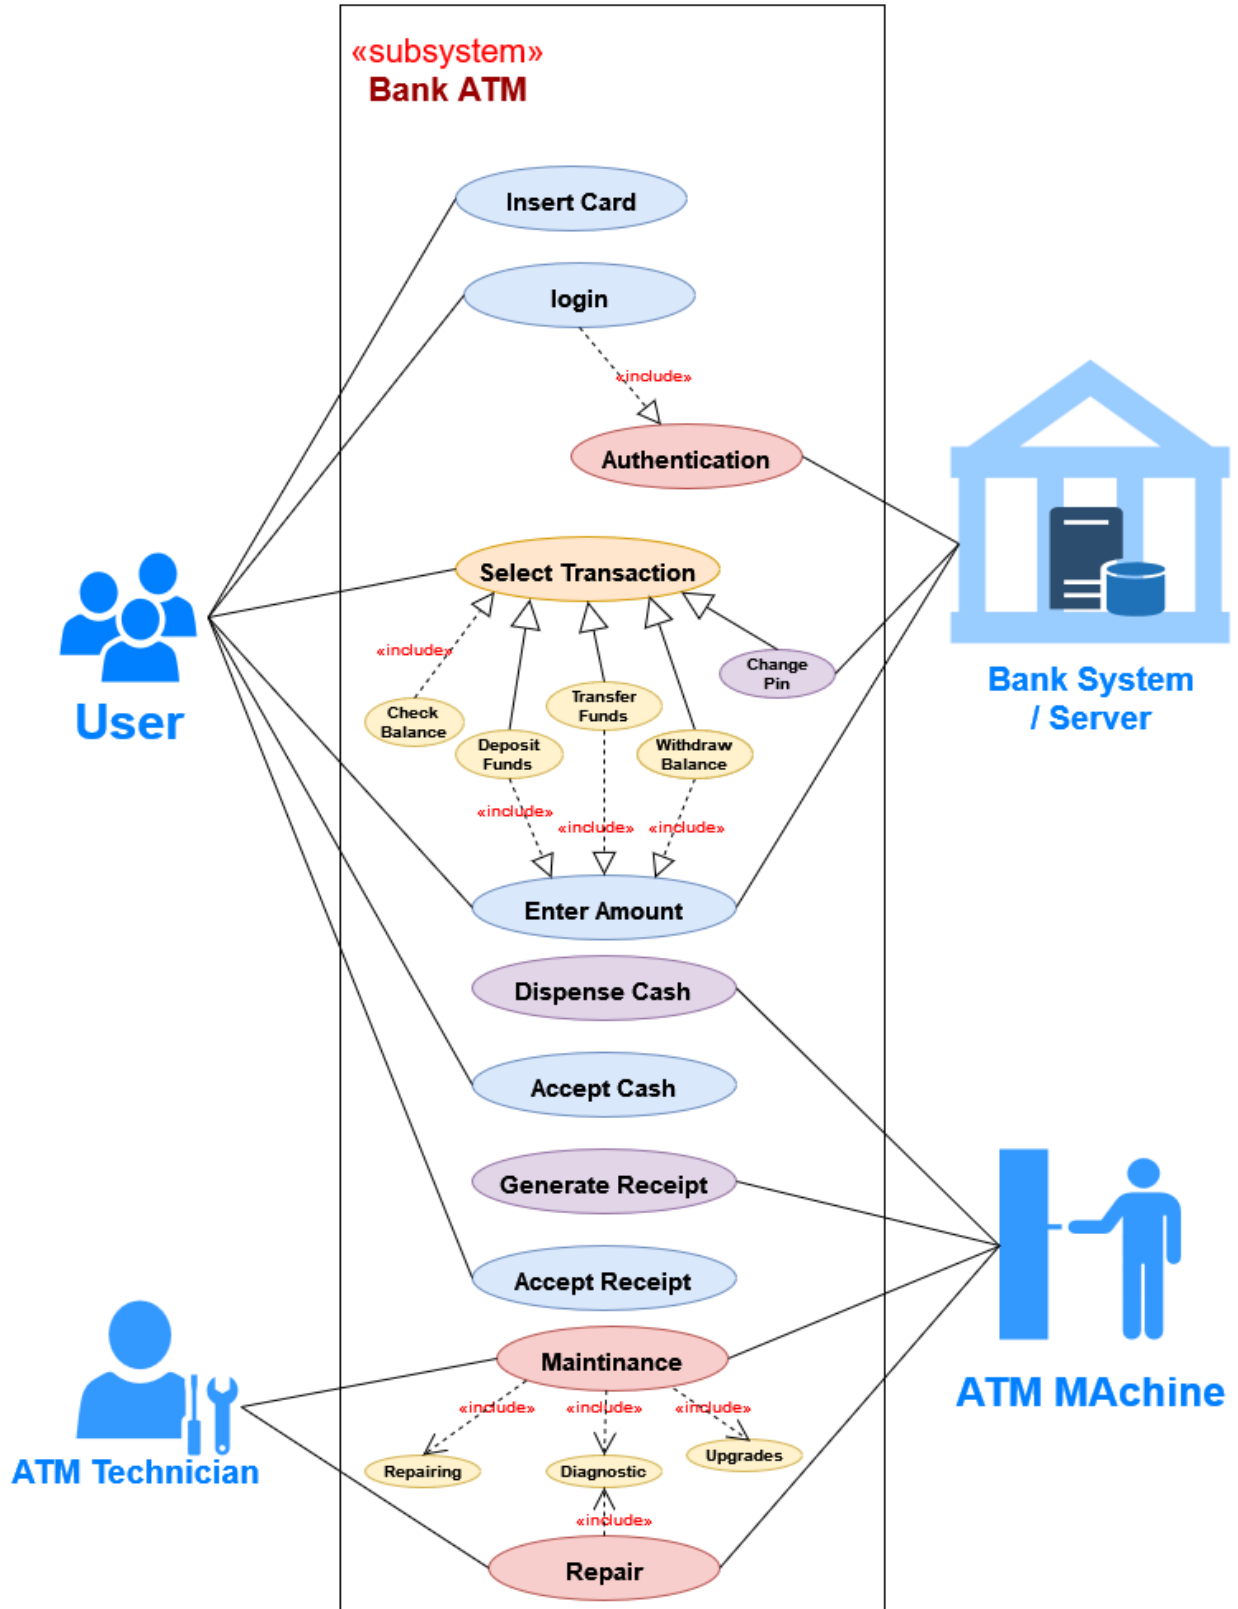 «subsystem»
Bank ATM
Insert Card
login
«include»
Authentication
Select Transaction
«include»
Change
Pin
Check
Balance
Transfer
Funds
Deposit
Funds
Withdraw
Balance
«include»
«include»
«include»
Enter Amount
Dispense Cash
Accept Cash
Generate Receipt
Accept Receipt
Maintinance
«include»
«include»
«include»
Repairing
Diagnostic
Upgrades
«include»
Repair
User
Bank System
/ Server
ATM MAchine
ATM Technician